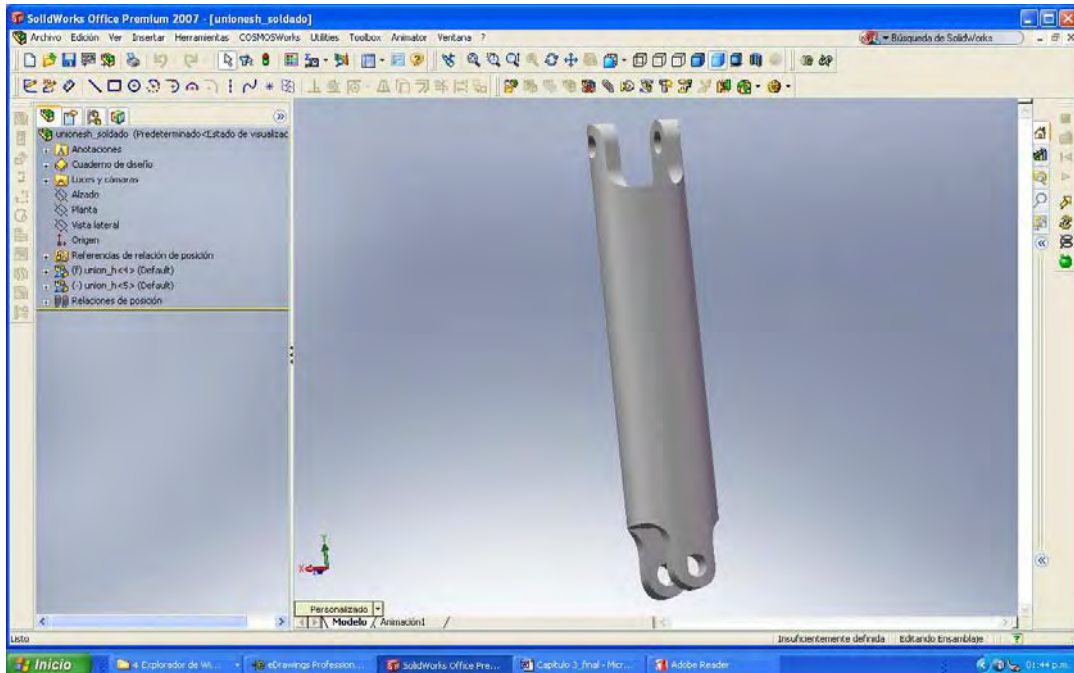 SolidWorks Office Premium 2007 - [unionesh_soldado]
Archivo Edición Ver Insertar Herramientas COSMOSWorks Utilities Toolbox Animator Ventana ?
Búsqueda de SolidWorks
unionesh_soldado (Predeterminado<Estado de visualizac
Anotaciones
Cuaderno de diseño
Luces y cámaras
Alzado
Planta
Vista lateral
Origen
Referencias de relación de posición
(f) union_h<4> (Default)
(-) union_h<5> (Default)
Relaciones de posición
Y
X
Personalizado
Modelo Animación1
Listo
Insuficientemente definida Editando Ensamblaje ?
Inicio
4 Explorador de Wi...
eDrawings Profession...
SolidWorks Office Pre...
Capitulo 3_final - Micr...
Adobe Reader
01:44 p.m.